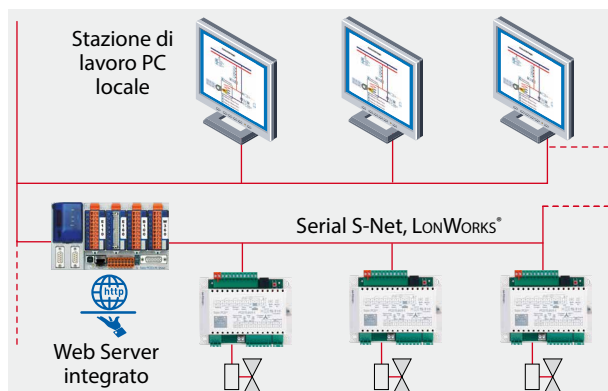 Stazione di
lavoro PC
locale
Serial S-Net, LONWORKS®
http
Web Server
integrato